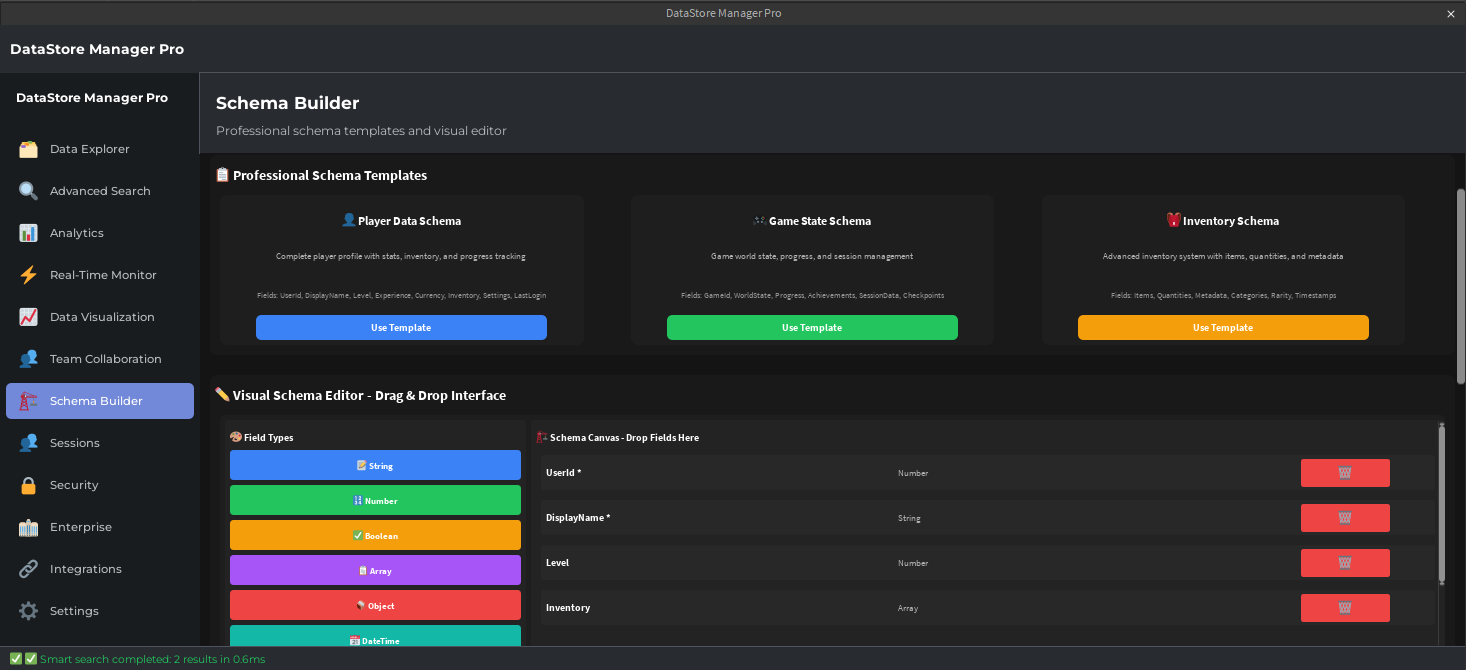 DataStore Manager Pro
DataStore Manager Pro
DataStore Manager Pro
Data Explorer
Advanced Search
Analytics
Real-Time Monitor
Data Visualization
Team Collaboration
Schema Builder
Sessions
Security
Enterprise
Integrations
Settings
Schema Builder
Professional schema templates and visual editor
Professional Schema Templates
Player Data Schema
Complete player profile with stats, inventory, and progress tracking
Fields: UserId, DisplayName, Level, Experience, Currency, Inventory, Settings, LastLogin
Use Template
Game State Schema
Game world state, progress, and session management
Fields: GameId, WorldState, Progress, Achievements, SessionData, Checkpoints
Use Template
Inventory Schema
Advanced inventory system with items, quantities, and metadata
Fields: Items, Quantities, Metadata, Categories, Rarity, Timestamps
Use Template
Visual Schema Editor - Drag & Drop Interface
Field Types
String
Number
Boolean
Array
Object
DateTime
Schema Canvas - Drop Fields Here
UserId * Number
DisplayName * String
Level Number
Inventory Array
Smart search completed: 2 results in 0.6ms